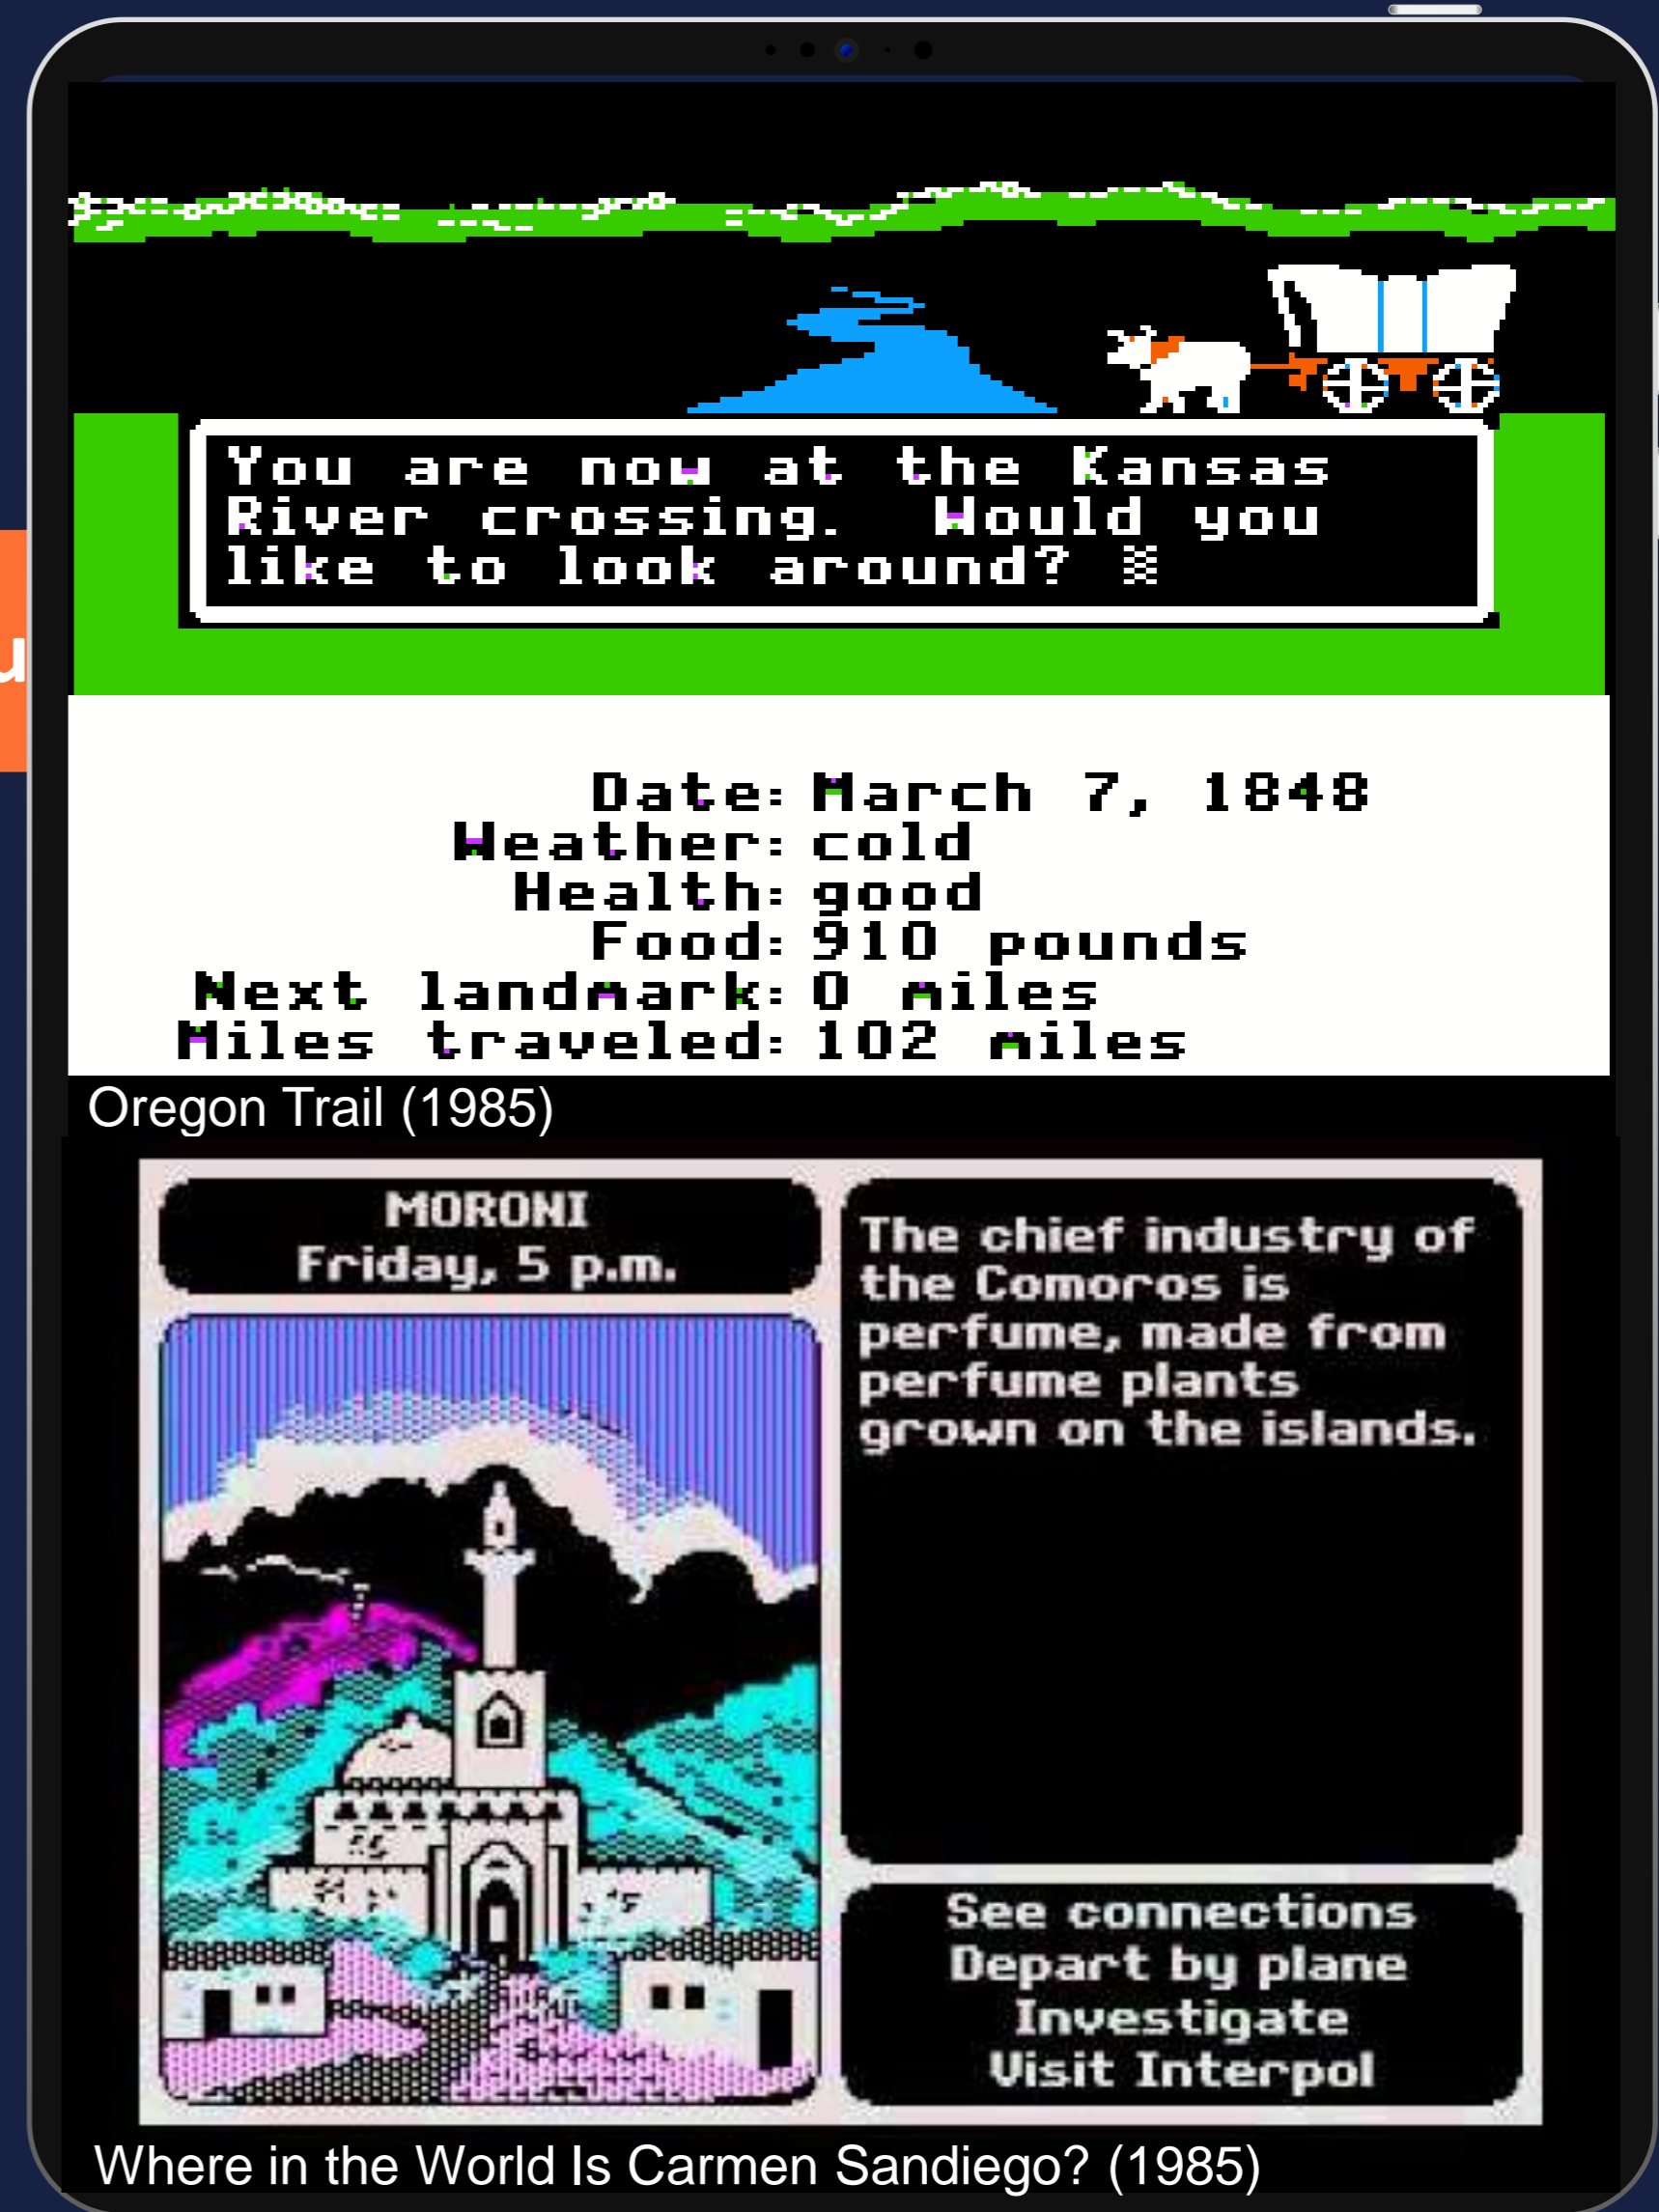 You are now at the Kansas
River crossing.  Would you
like to look around?
Date: March 7, 1848
Weather: cold
Health: good
Food: 910 pounds
Next landmark: 0 miles
Miles traveled: 102 miles
Oregon Trail (1985)
MORONI
Friday, 5 p.m.
The chief industry of
the Comoros is
perfume, made from
perfume plants
grown on the islands.
See connections
Depart by plane
Investigate
Visit Interpol
Where in the World Is Carmen Sandiego? (1985)